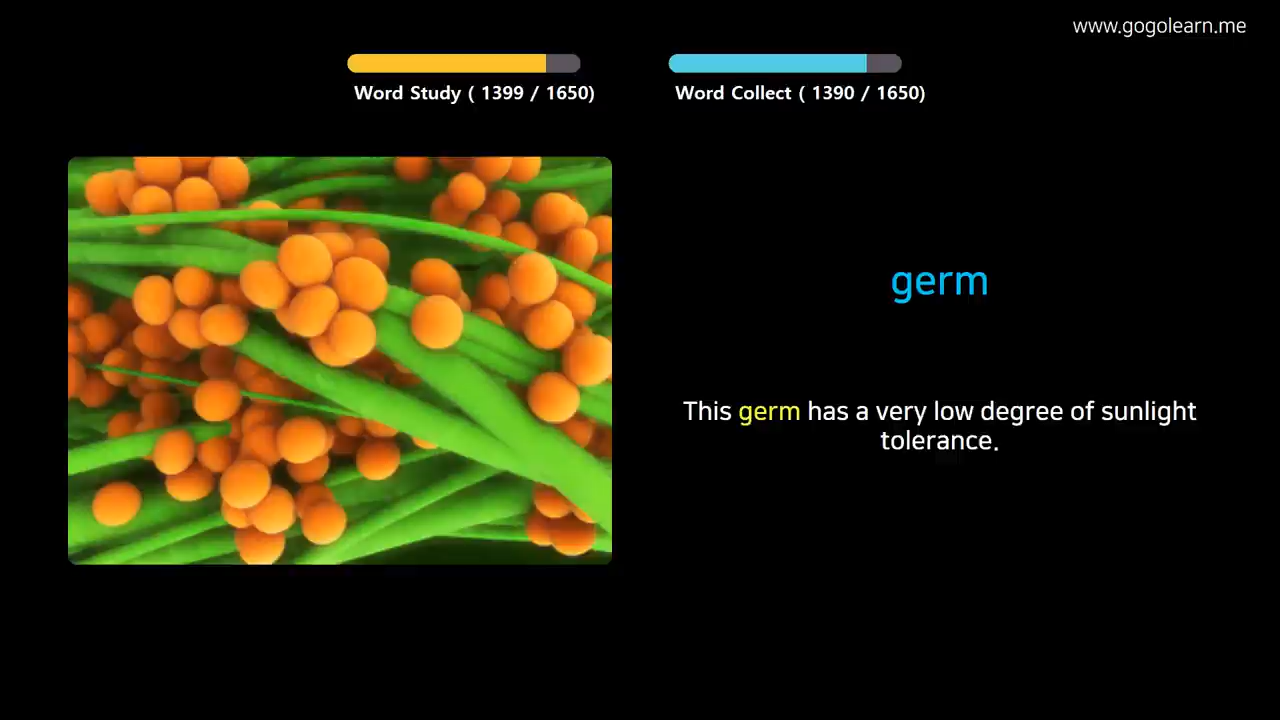 www.gogolearn.me
Word Study ( 1399 / 1650)
Word Collect ( 1390 / 1650)
germ
This germ has a very low degree of sunlight
tolerance.